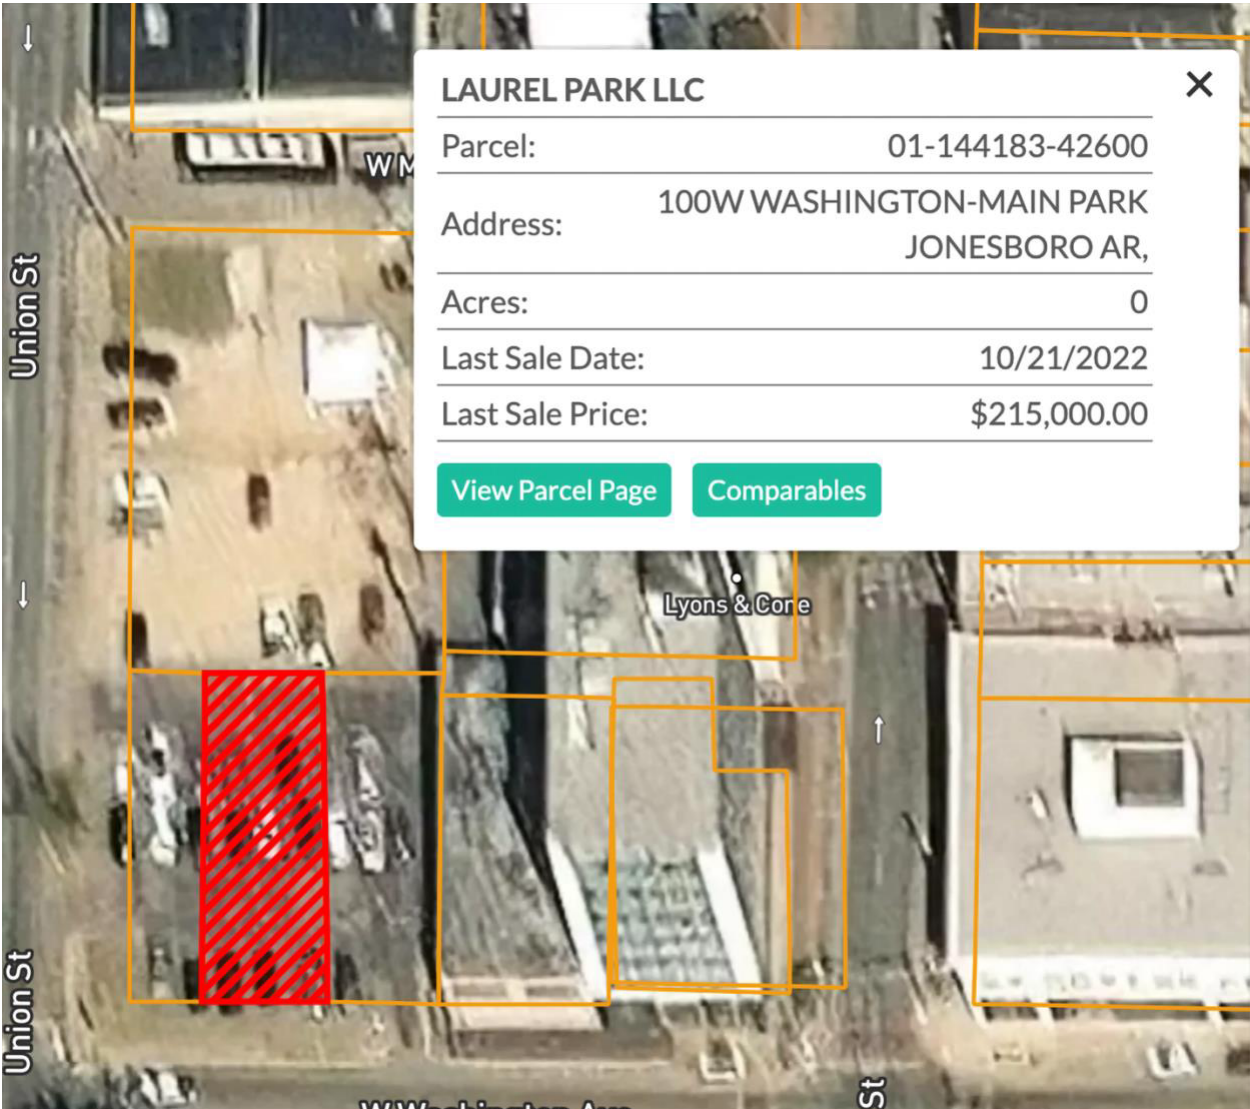 LAUREL PARK LLC
Parcel: 01-144183-42600
Address: 100W WASHINGTON-MAIN PARK
JONESBORO AR,
Acres: 0
Last Sale Date: 10/21/2022
Last Sale Price: $215,000.00
View Parcel Page Comparables
W M
Union St
Lyons & Cone
Union St
St
W Washington Ave